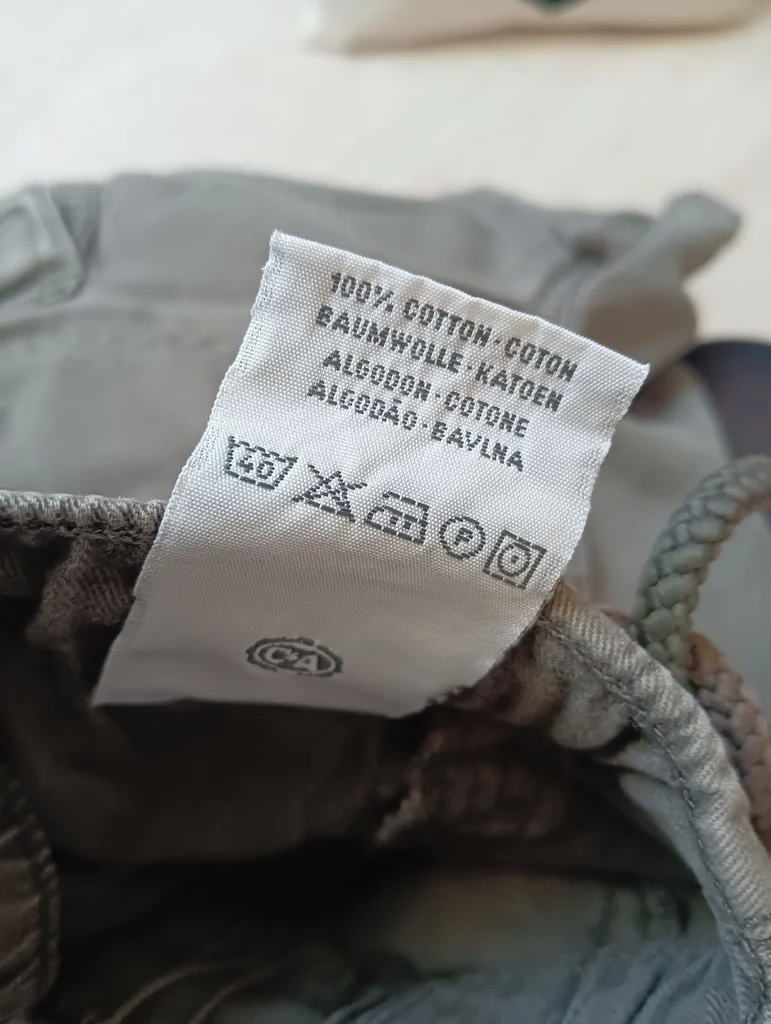 100% COTTON·COTON
BAUMWOLLE·KATOEN
ALGODON·COTONE
ALGODÃO·BAVLNA
40 P
C&A